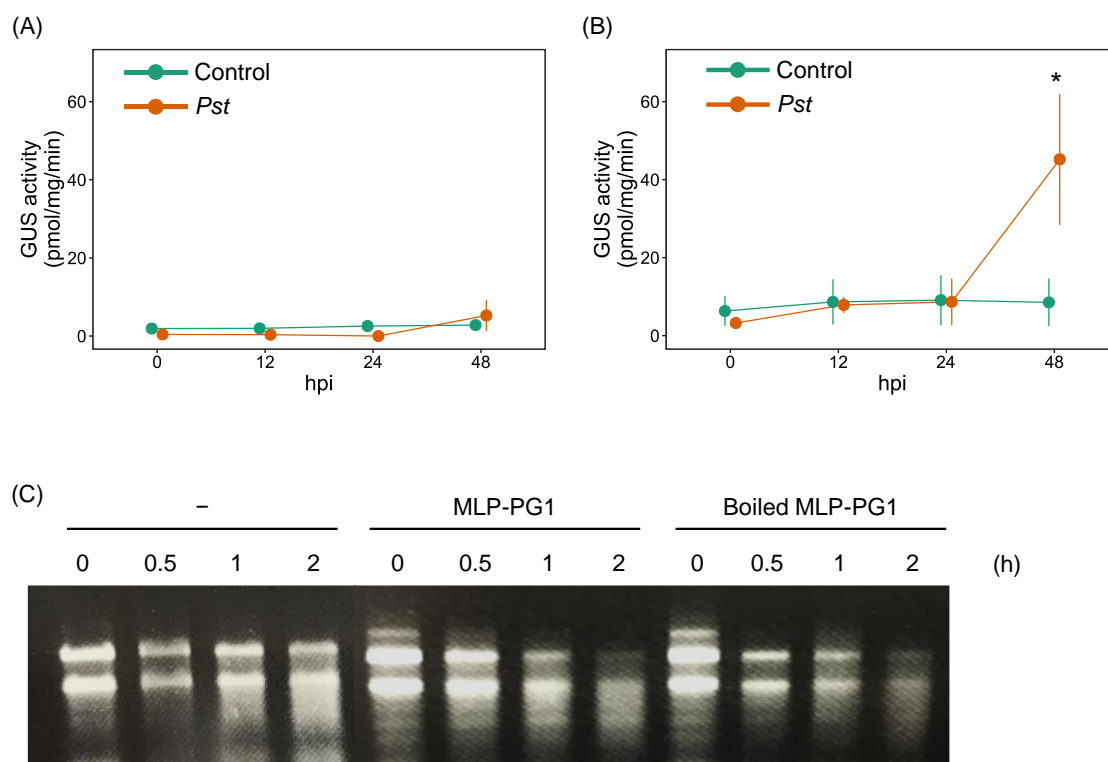 (A)
Control
Pst
60
40
20
0
GUS activity
(pmol/mg/min)
0 12 24 48
hpi
(B)
Control
Pst
*
60
40
20
0
GUS activity
(pmol/mg/min)
0 12 24 48
hpi
(C)
– MLP-PG1 Boiled MLP-PG1
0 0.5 1 2 0 0.5 1 2 0 0.5 1 2 (h)